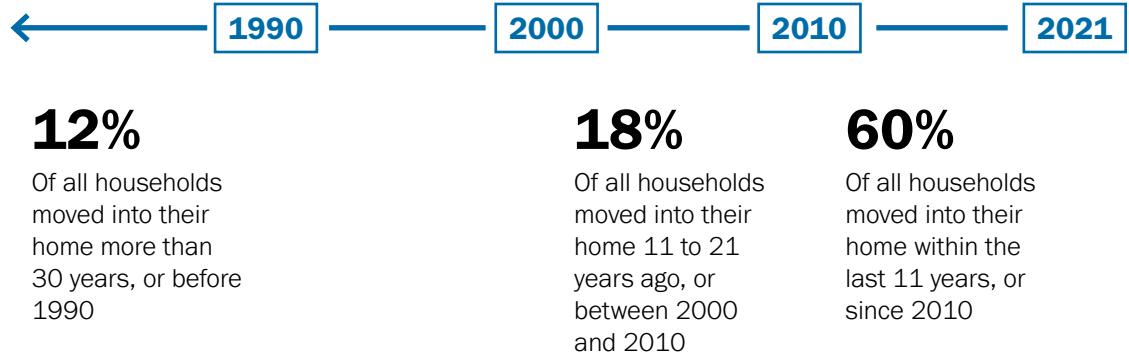 1990
2000
2010
2021
12%
Of all households
moved into their
home more than
30 years, or before
1990
18%
Of all households
moved into their
home 11 to 21
years ago, or
between 2000
and 2010
60%
Of all households
moved into their
home within the
last 11 years, or
since 2010